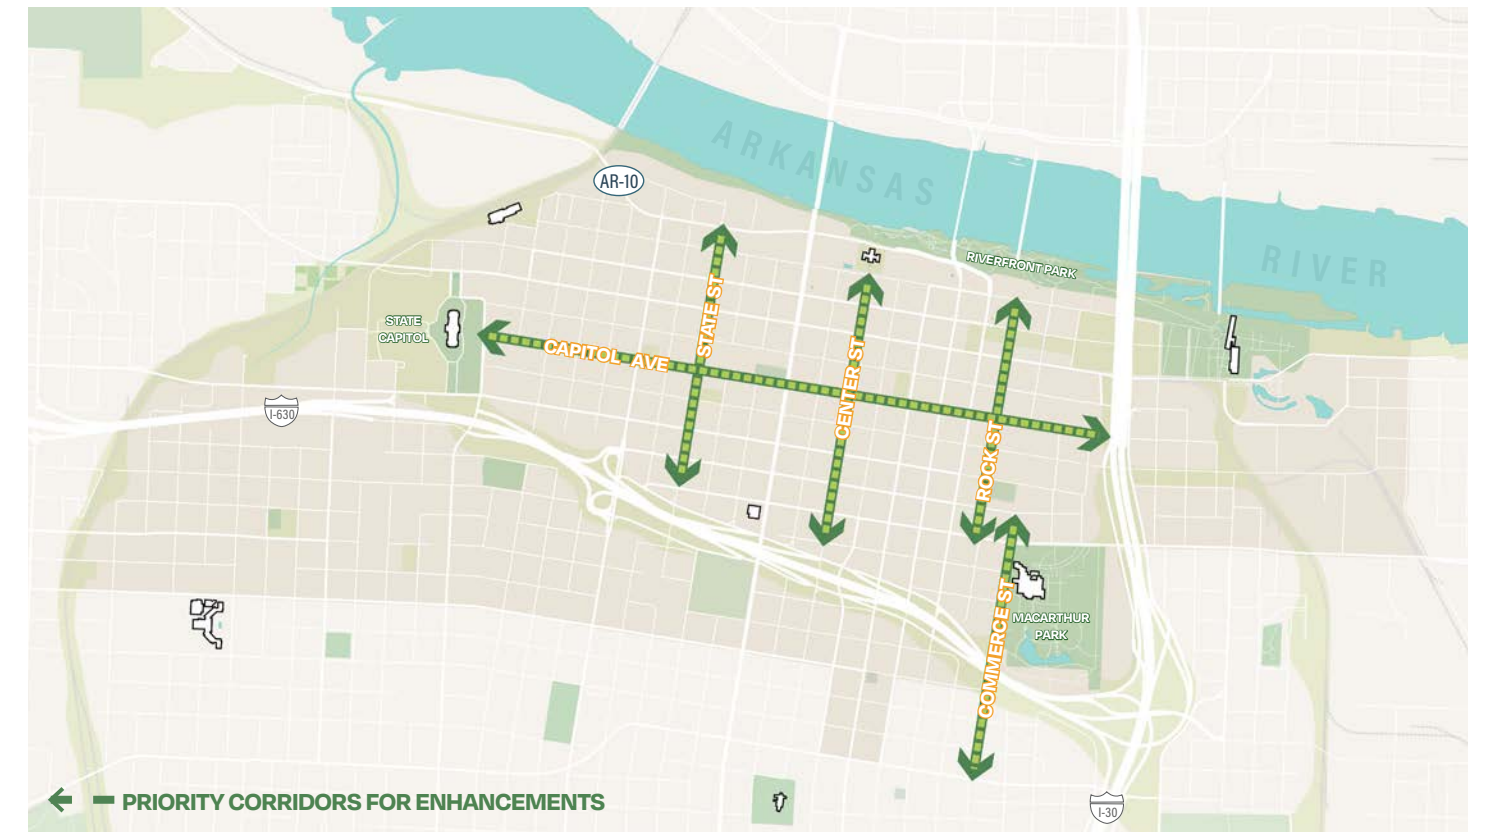 ARKANSAS
RIVER
AR-10
RIVERFRONT PARK
STATE ST
STATE
CAPITOL
CAPITOL AVE
CENTER ST
I-630
ROCK ST
COMMERCE ST
MACARTHUR
PARK
PRIORITY CORRIDORS FOR ENHANCEMENTS
I-30